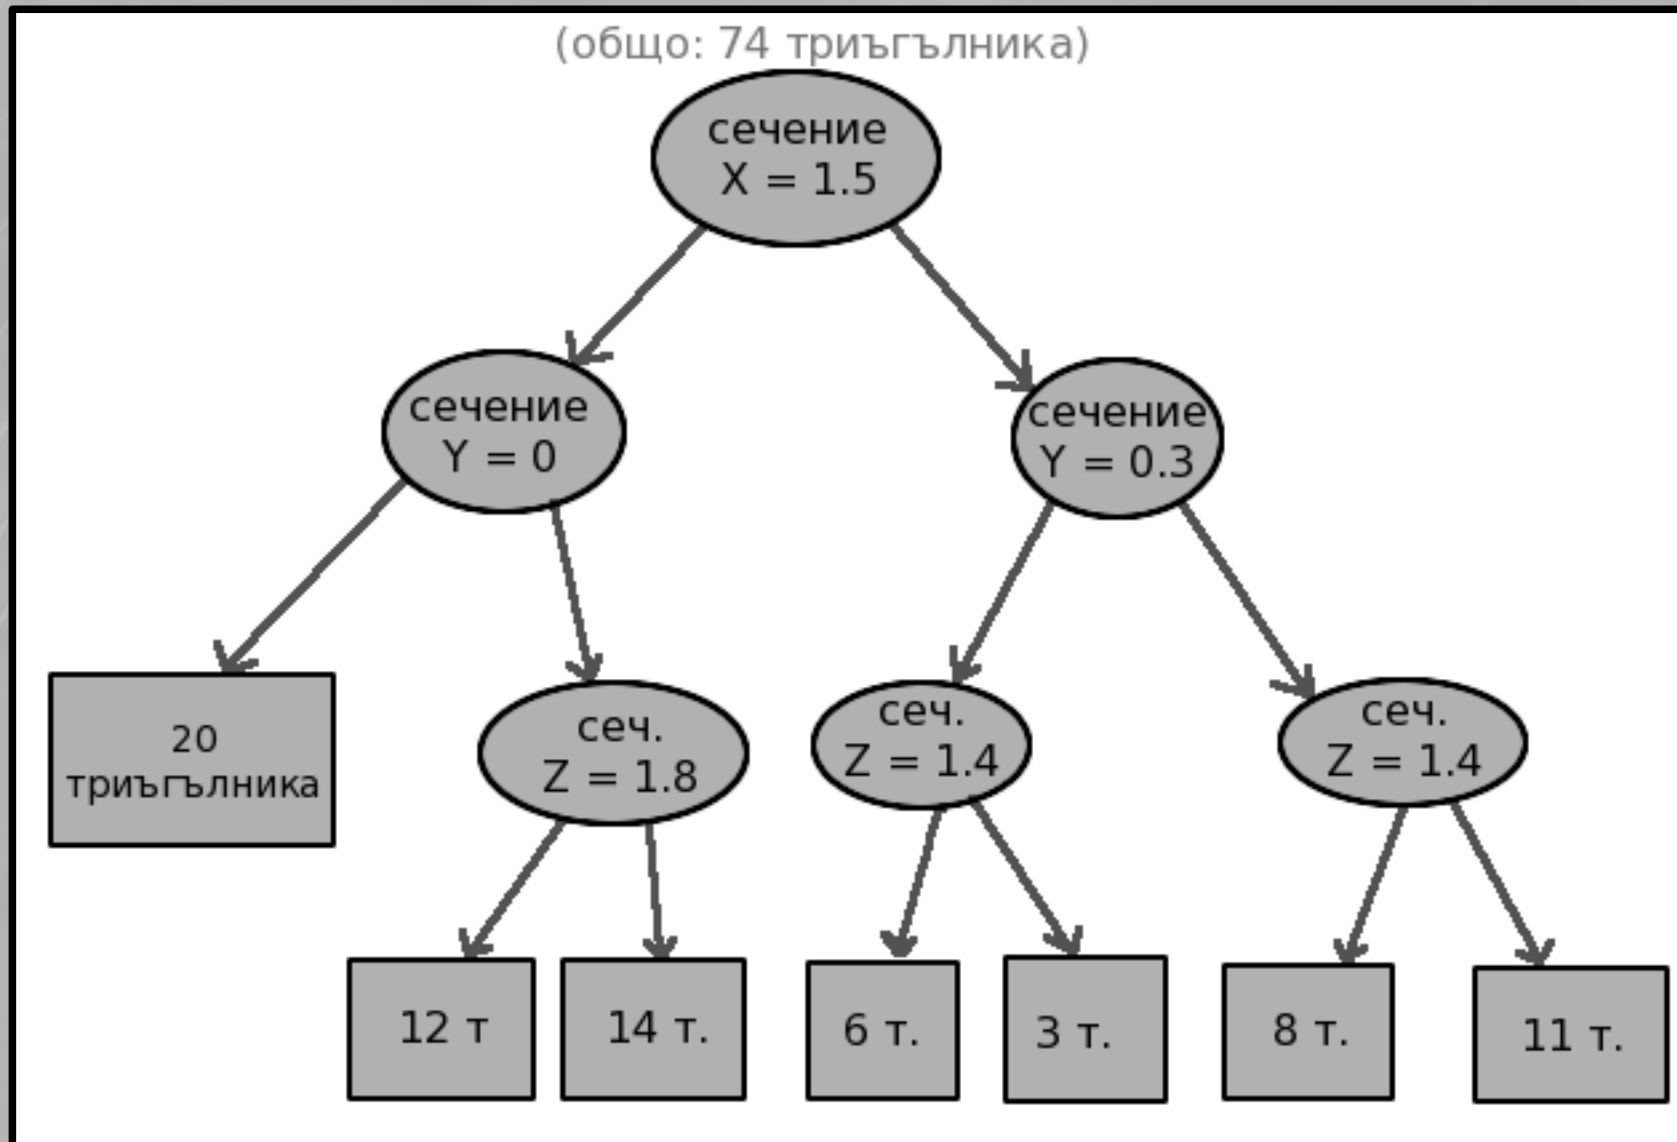 (общо: 74 триъгълника)
сечение
X = 1.5
сечение
Y = 0
сечение
Y = 0.3
20
триъгълника
сеч.
Z = 1.8
сеч.
Z = 1.4
сеч.
Z = 1.4
12 т
14 т.
6 т.
3 т.
8 т.
11 т.